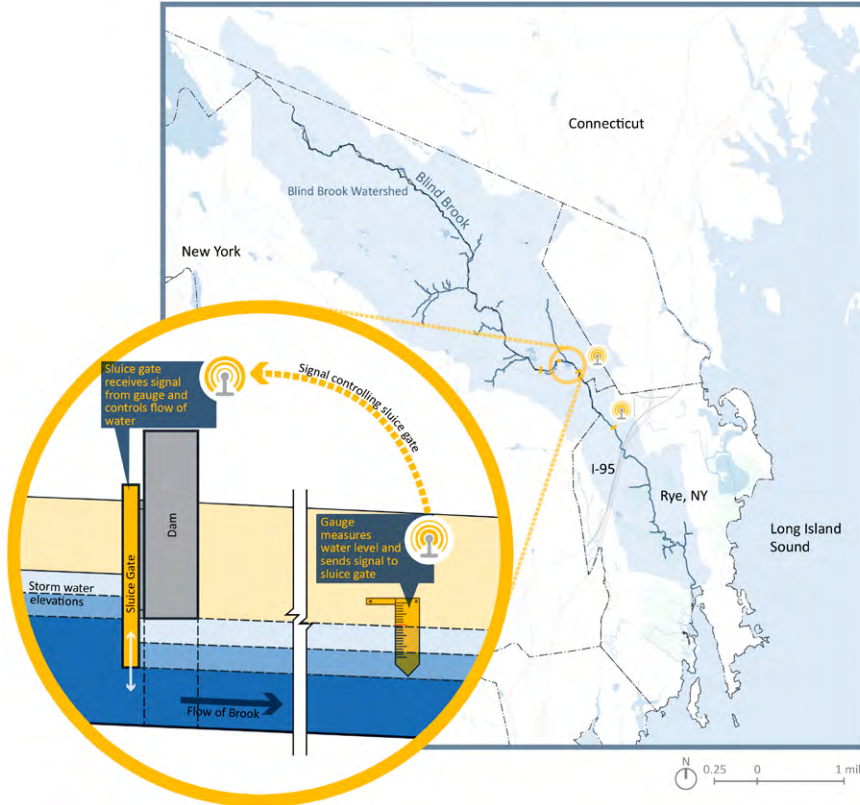 Connecticut
Blind Brook
Blind Brook Watershed
New York
Sluice gate
receives signal
from gauge and
controls flow of
water
Signal controlling sluice gate
I-95
Rye, NY
Long Island
Sound
Gauge
measures
water level and
sends signal to
sluice gate
Dam
Sluice Gate
Storm water
elevations
Flow of Brook
N
0.25 0 1 mil